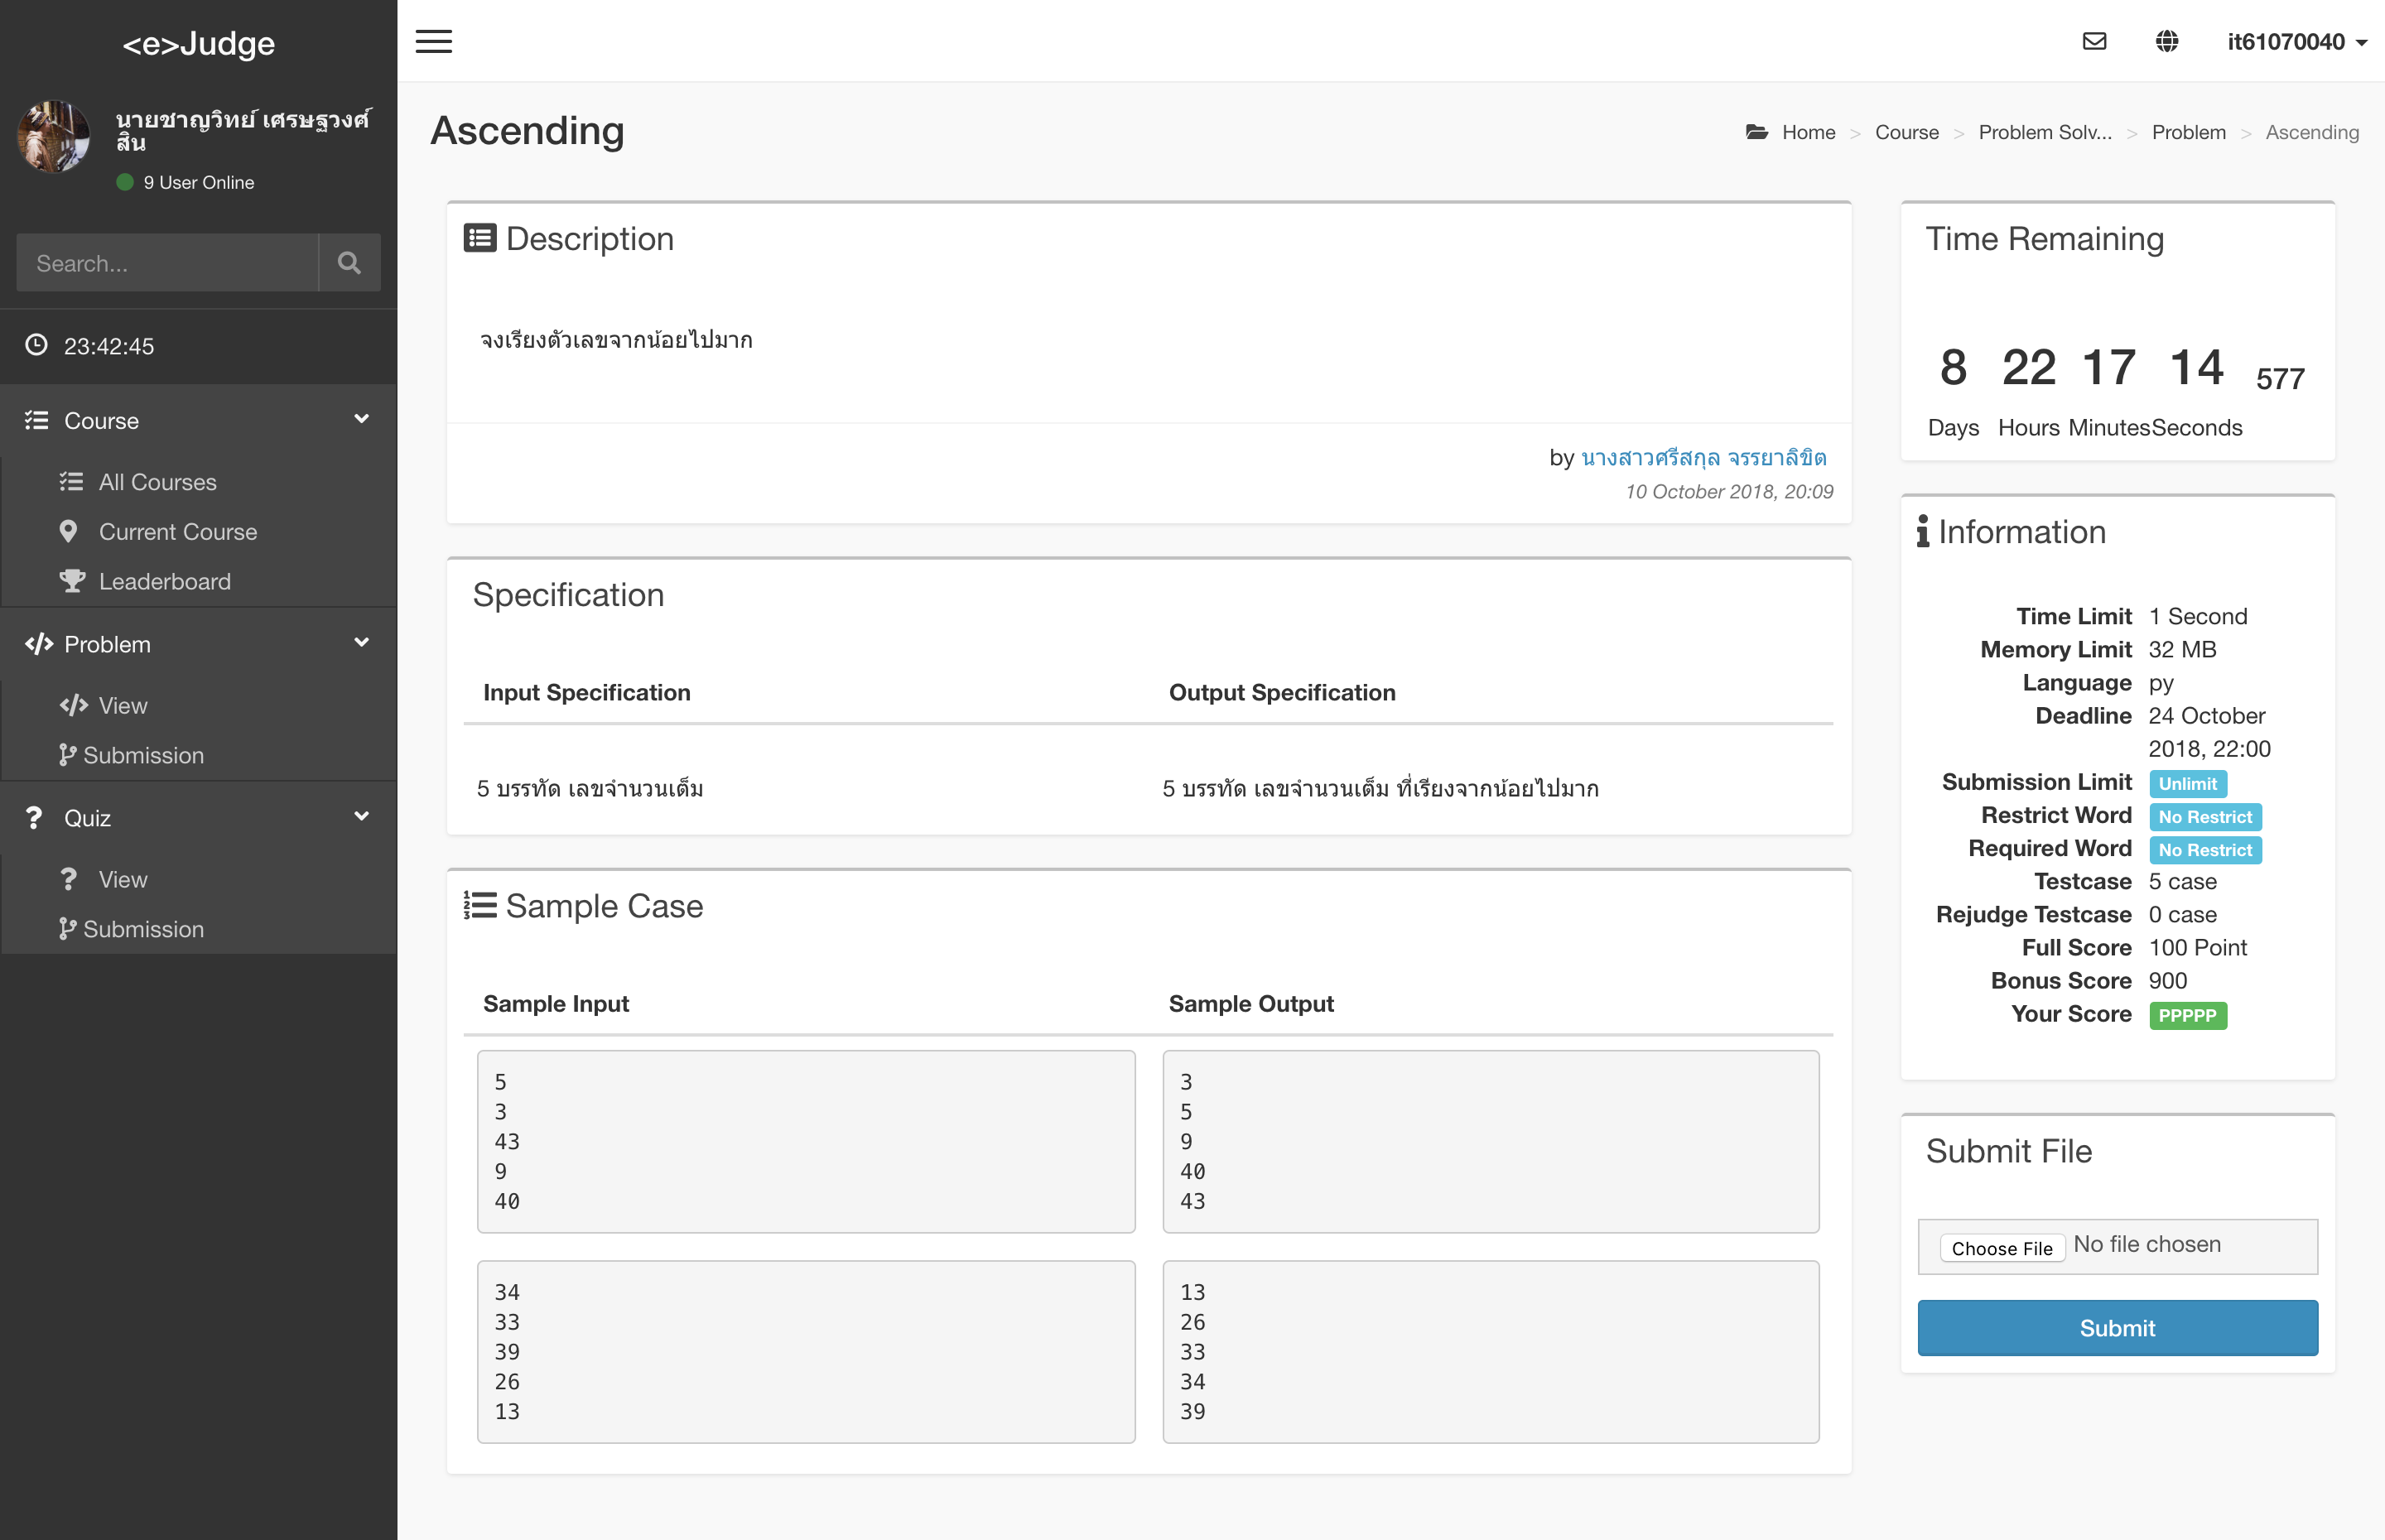 <e>Judge
นายชาญวิทย์ เศรษฐวงศ์
สิน
9 User Online
Search...
23:42:45
Course
All Courses
Current Course
Leaderboard
Problem
View
Submission
Quiz
View
Submission
it61070040
Ascending
Home > Course > Problem Solv... > Problem > Ascending
Description
จงเรียงตัวเลขจากน้อยไปมาก
by นางสาวศรีสกุล จรรยาลิขิต
10 October 2018, 20:09
Specification
Input Specification Output Specification
5 บรรทัด เลขจำนวนเต็ม 5 บรรทัด เลขจำนวนเต็ม ที่เรียงจากน้อยไปมาก
Sample Case
Sample Input Sample Output
5
3
43
9
40
3
5
9
40
43
34
33
39
26
13
13
26
33
34
39
Time Remaining
8 22 17 14 577
Days Hours Minutes Seconds
Information
Time Limit 1 Second
Memory Limit 32 MB
Language py
Deadline 24 October
2018, 22:00
Submission Limit Unlimit
Restrict Word No Restrict
Required Word No Restrict
Testcase 5 case
Rejudge Testcase 0 case
Full Score 100 Point
Bonus Score 900
Your Score PPPPP
Submit File
Choose File No file chosen
Submit